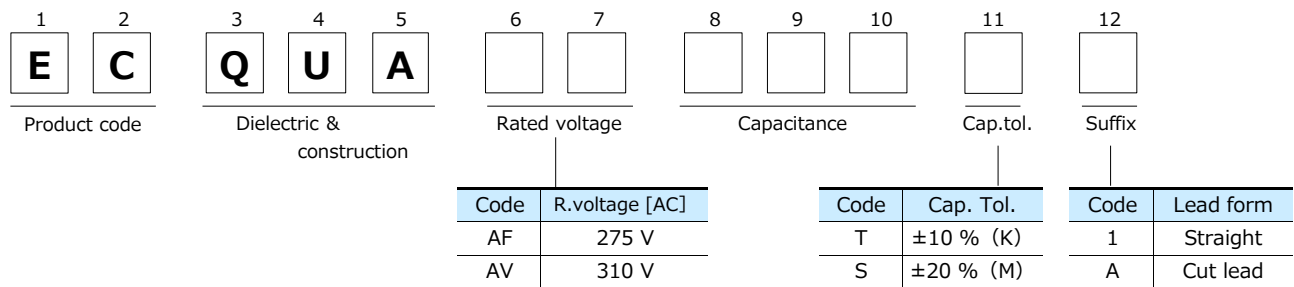 1 2 3 4 5 6 7 8 9 10 11 12
E C Q U A
Product code Dielectric & Rated voltage Capacitance Cap.tol. Suffix
construction
Code R.voltage [AC] Code Cap. Tol. Code Lead form
AF 275 V T ±10 %（K） 1 Straight
AV 310 V S ±20 %（M） A Cut lead